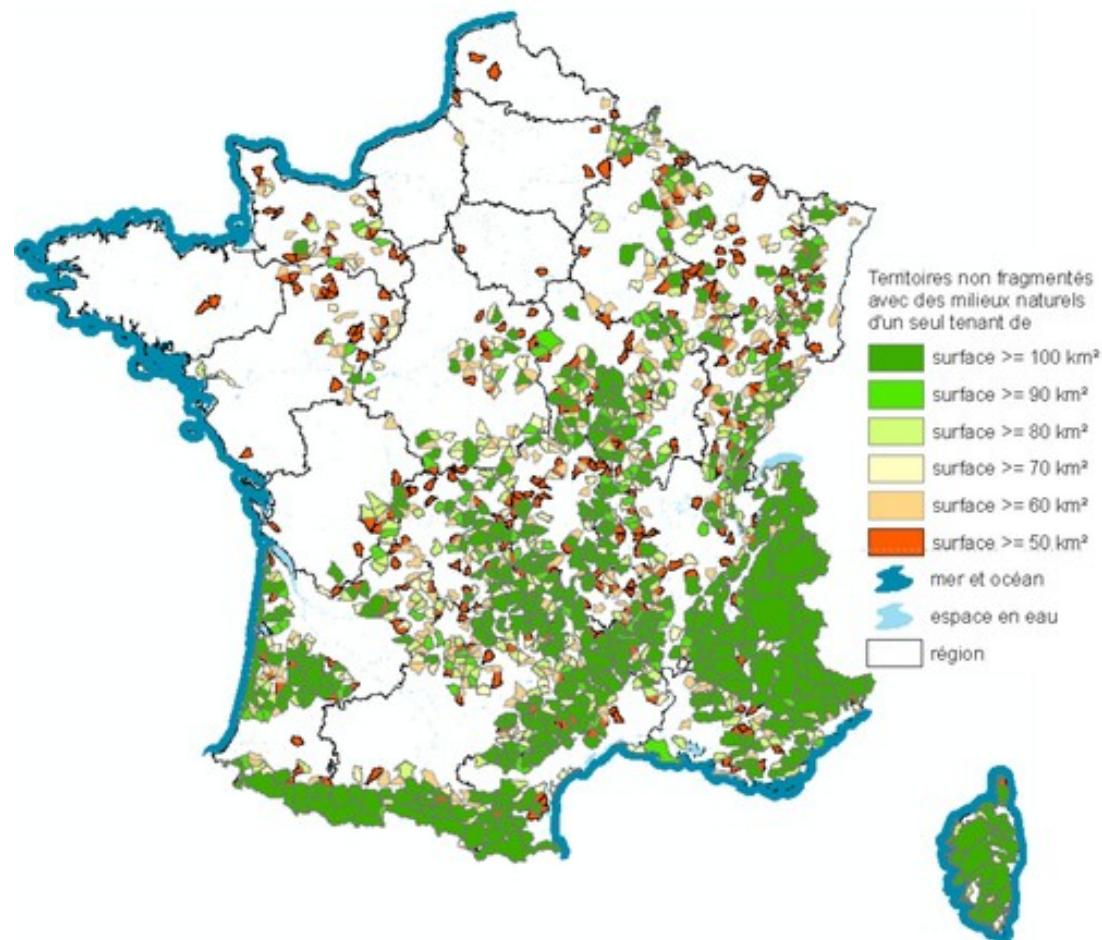 Territoires non fragmentés
avec des milieux naturels
d'un seul tenant de
surface >= 100 km²
surface >= 90 km²
surface >= 80 km²
surface >= 70 km²
surface >= 60 km²
surface >= 50 km²
mer et océan
espace en eau
région